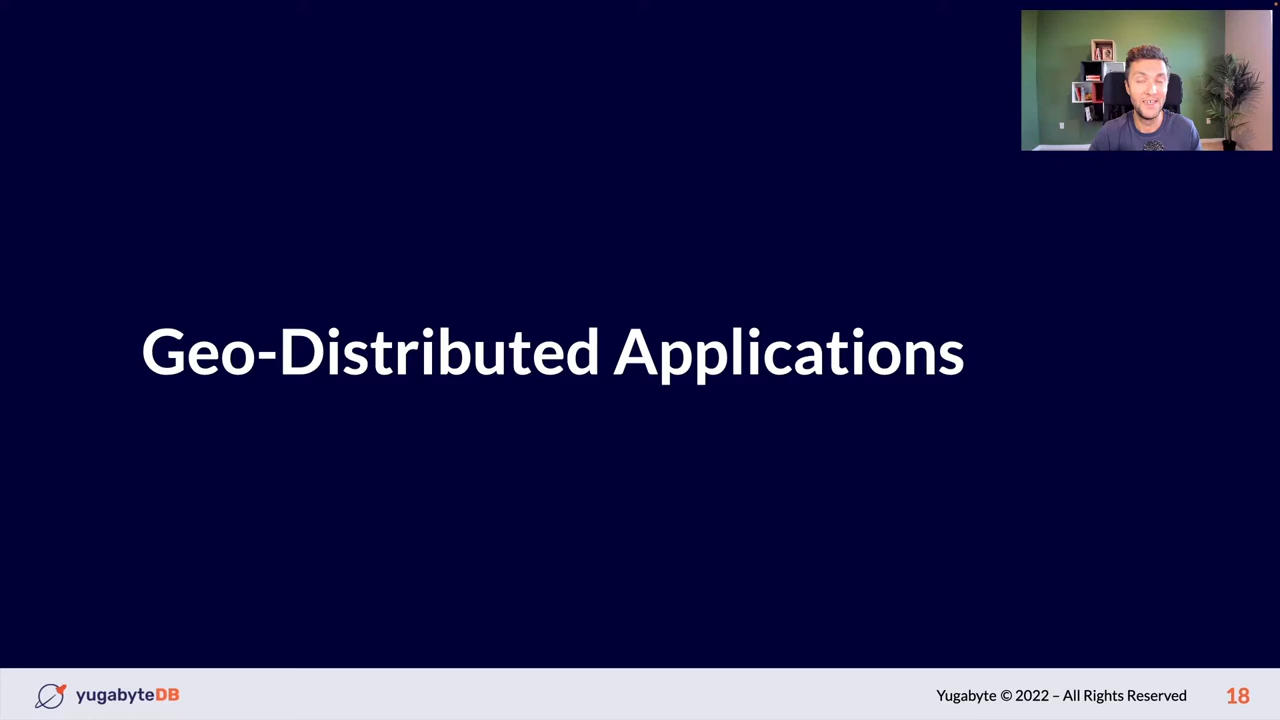 Geo-Distributed Applications
yugabyteDB
Yugabyte © 2022 – All Rights Reserved
18